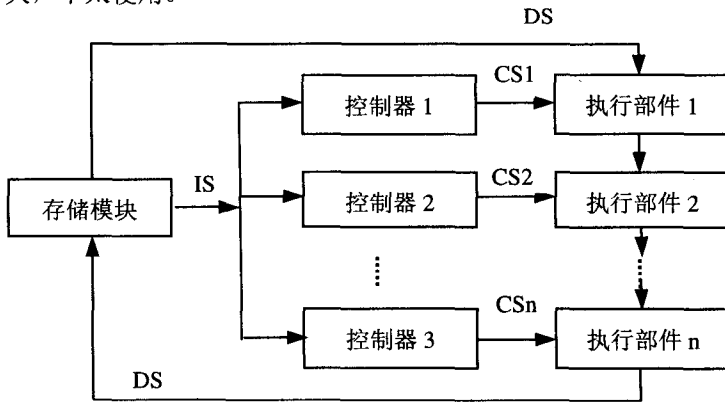 DS
控制器 1
CS1
执行部件 1
存储模块
IS
控制器 2
CS2
执行部件 2
控制器 3
CSn
执行部件 n
DS